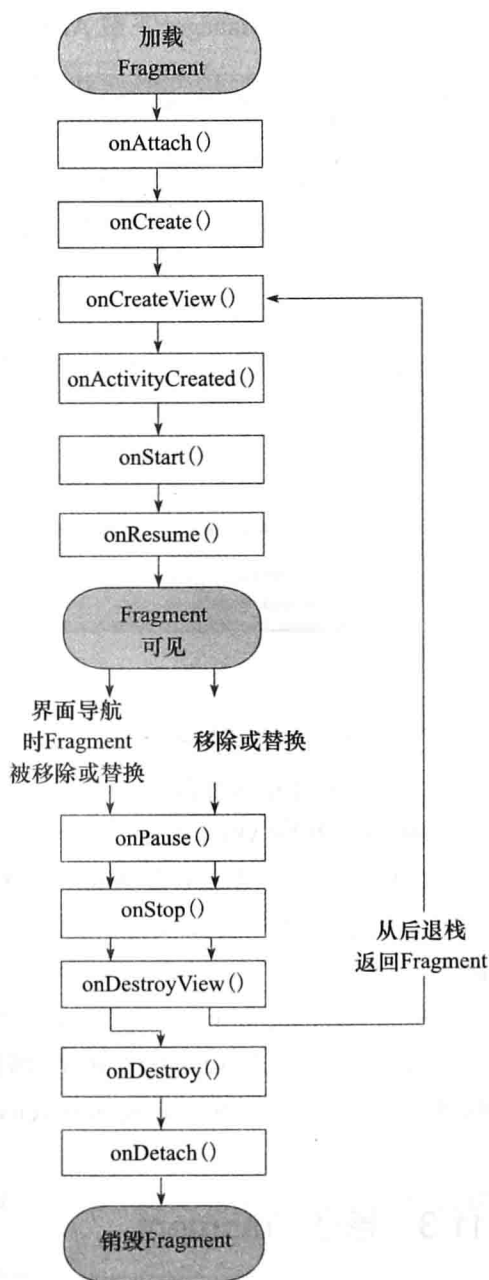 加载
Fragment
onAttach()
onCreate()
onCreateView()
onActivityCreated()
onStart()
onResume()
Fragment
可见
界面导航
时Fragment
被移除或替换
移除或替换
onPause()
onStop()
从后退栈
返回Fragment
onDestroyView()
onDestroy()
onDetach()
销毁Fragment